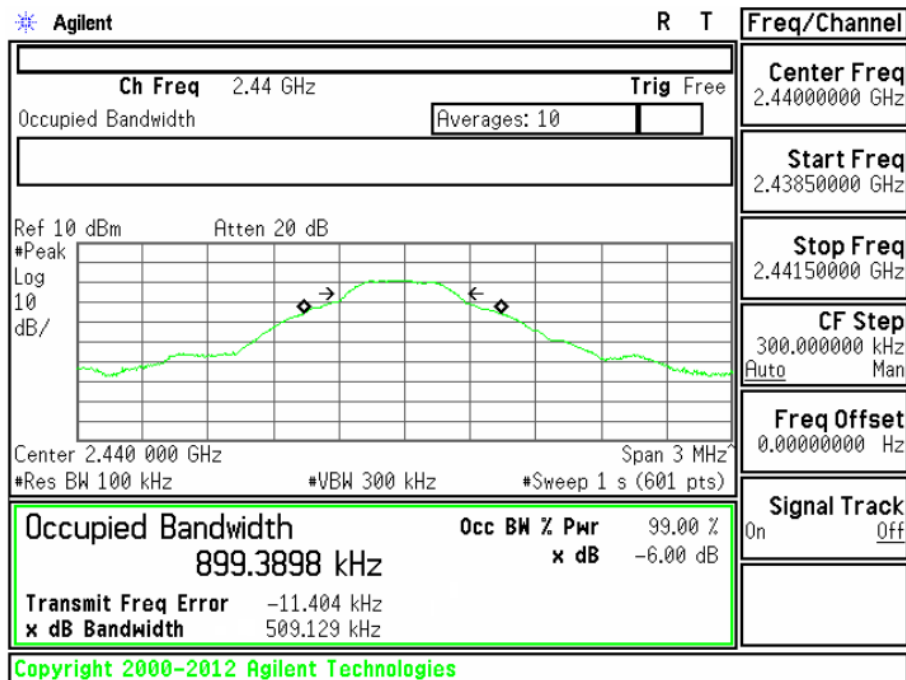 Agilent R T Freq/Channel
Ch Freq 2.44 GHz Trig Free
Occupied Bandwidth Averages: 10
Center Freq
2.44000000 GHz
Start Freq
2.43850000 GHz
Stop Freq
2.44150000 GHz
CF Step
300.000000 kHz
Auto Man
Freq Offset
0.00000000 Hz
Signal Track
On Off
Ref 10 dBm Atten 20 dB
#Peak
Log
10
dB/
Center 2.440 000 GHz Span 3 MHz^
#Res BW 100 kHz #VBW 300 kHz #Sweep 1 s (601 pts)
Occupied Bandwidth Occ BW % Pwr 99.00 %
899.3898 kHz x dB -6.00 dB
Transmit Freq Error -11.404 kHz
x dB Bandwidth 509.129 kHz
Copyright 2000-2012 Agilent Technologies